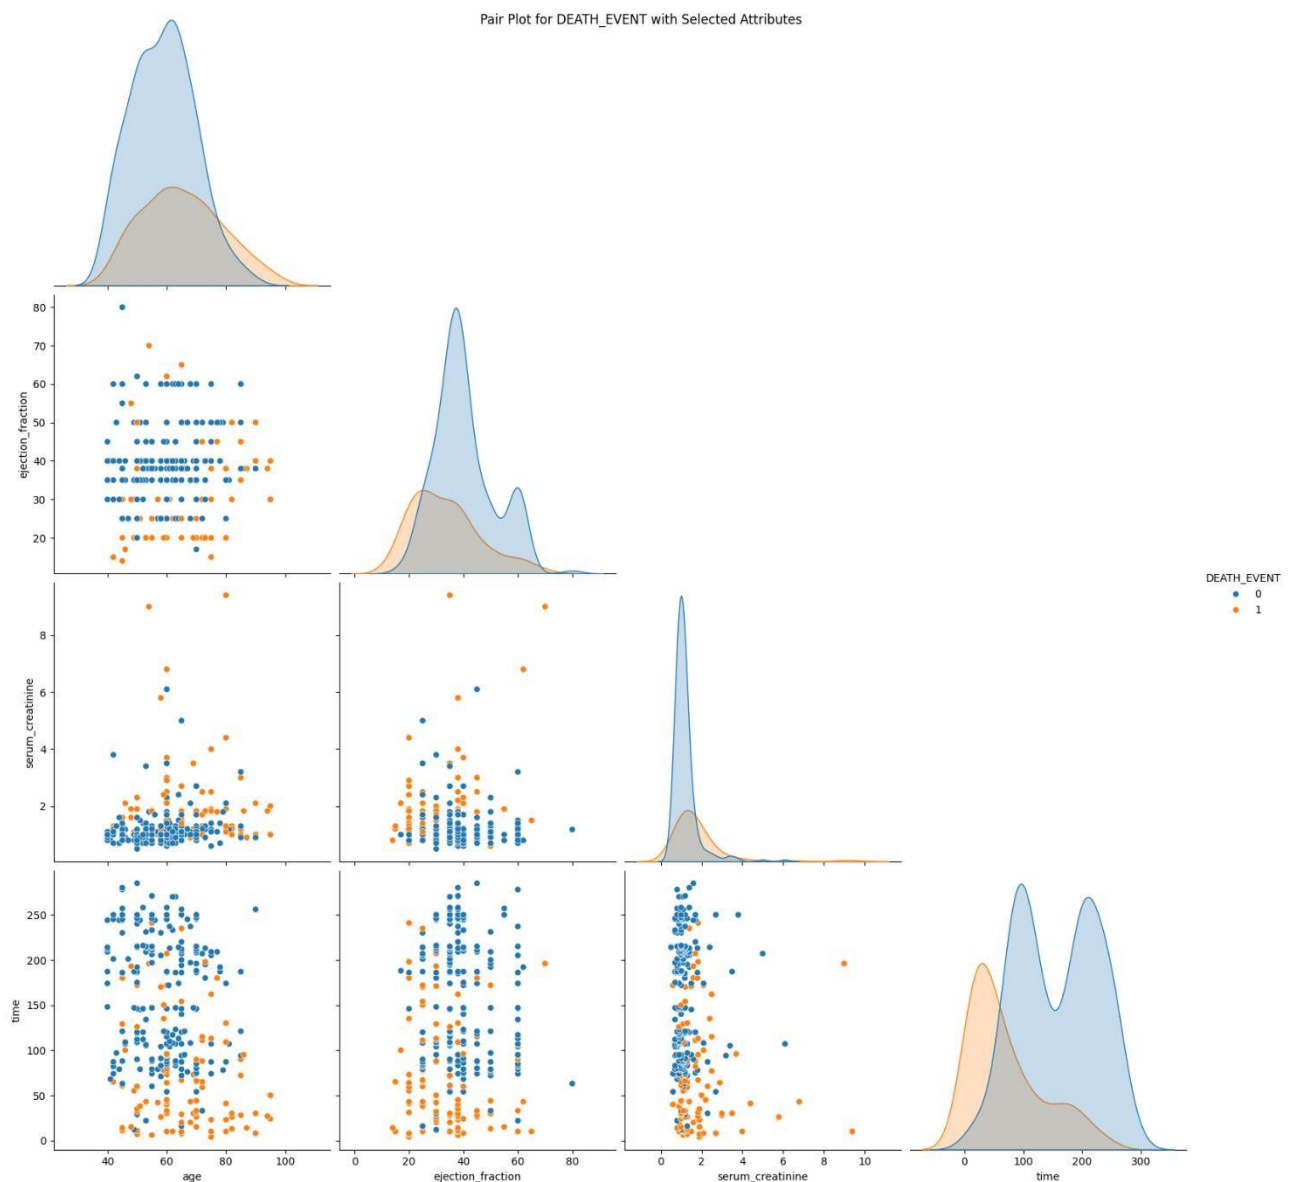 Pair Plot for DEATH_EVENT with Selected Attributes
80
70
60
50
40
30
20
ejection_fraction
8
6
4
2
serum_creatinine
DEATH_EVENT
0
1
250
200
150
100
50
0
time
40 60 80 100
age
0 20 40 60 80
ejection_fraction
0 2 4 6 8 10
serum_creatinine
0 100 200 300
time